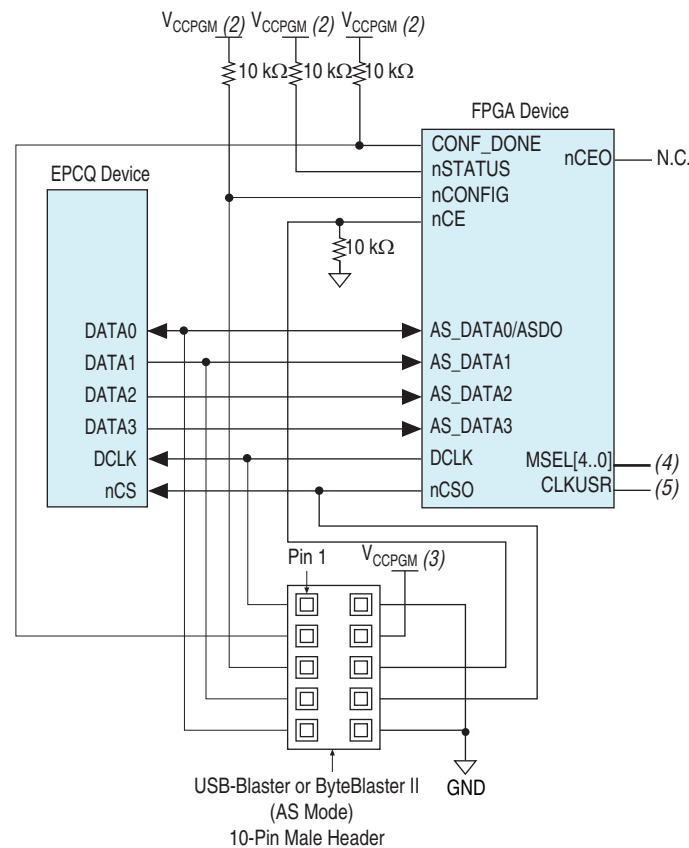 VCCPGM (2) VCCPGM (2) VCCPGM (2)
10 kΩ 10 kΩ 10 kΩ
FPGA Device
CONF_DONE
nSTATUS
nCONFIG
nCE
nCEO
N.C.
EPCQ Device
10 kΩ
DATA0
DATA1
DATA2
DATA3
DCLK
nCS
AS_DATA0/ASDO
AS_DATA1
AS_DATA2
AS_DATA3
DCLK
nCSO
MSEL[4..0]
(4)
CLKUSR
(5)
Pin 1
VCCPGM (3)
GND
USB-Blaster or ByteBlaster II
(AS Mode)
10-Pin Male Header